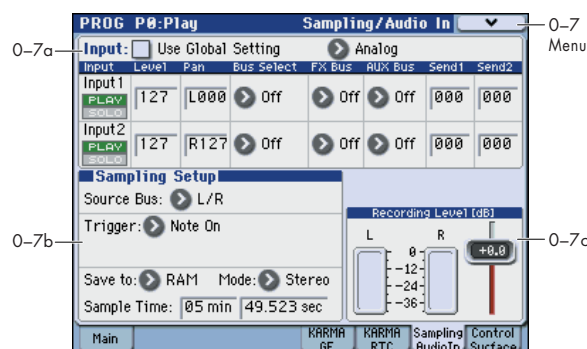 PROG P0:Play Sampling/Audio In
0–7
Menu
0–7a
Input: Use Global Setting Analog
Input Level Pan Bus Select FX Bus AUX Bus Send1 Send2
Input1
PLAY 127 L000 Off Off Off 000 000
SOLO
Input2
PLAY 127 R127 Off Off Off 000 000
SOLO
Sampling Setup
Source Bus: L/R
0–7b
Trigger: Note On
Save to: RAM Mode: Stereo
Sample Time: 05 min 49.523 sec
Recording Level [dB]
L R
0–7c
+0.0
0
-12
-24
-36
Main KARMA GE KARMA RTC Sampling AudioIn Control Surface